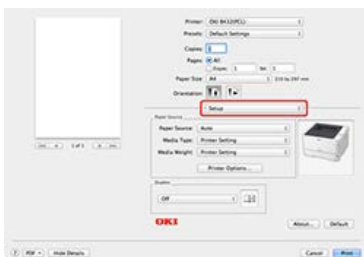 Printer: OKI B432(PCL)
Presets: Default Settings
Copies: 1
Pages: All
From: 1 to: 1
Paper Size: A4 210 by 297 mm
Orientation:
Setup
Paper Source
Paper Source: Auto
Media Type: Printer Setting
Media Weight: Printer Setting
Printer Options...
Duplex
Off
1 of 1
OKI
About... Default
? PDF Hide Details Cancel Print